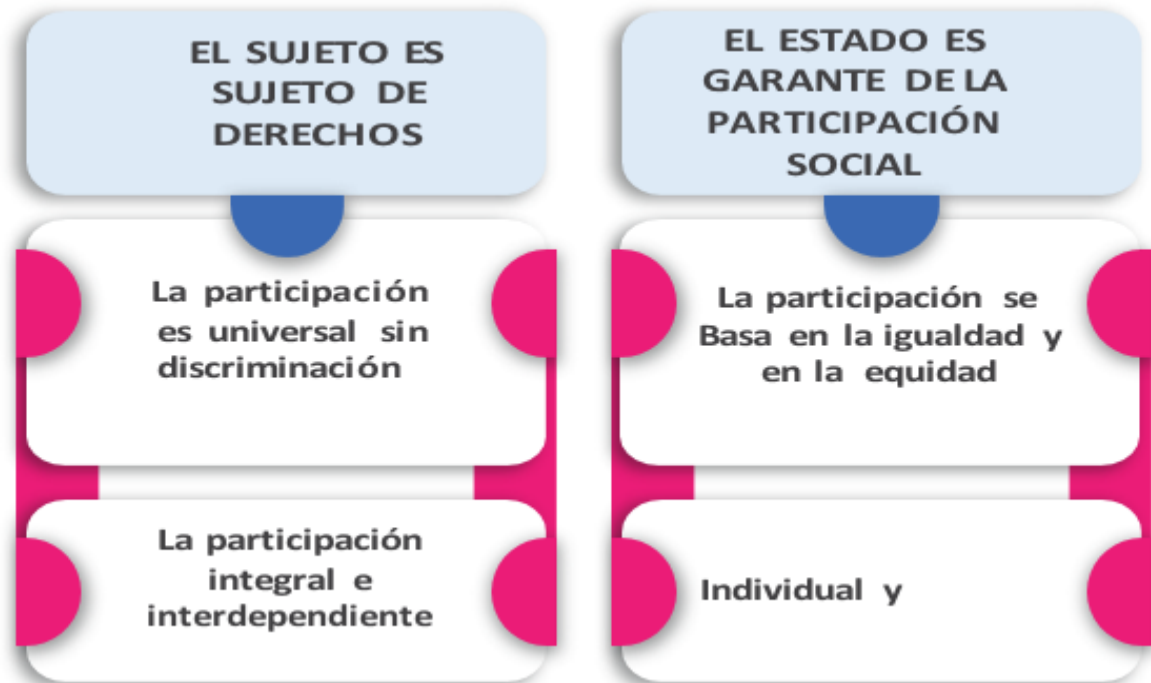 EL SUJETO ES
SUJETO DE
DERECHOS
La participación
es universal sin
discriminación
La participación
integral e
interdependiente
EL ESTADO ES
GARANTE DE LA
PARTICIPACIÓN
SOCIAL
La participación se
Basa en la igualdad y
en la equidad
Individual y